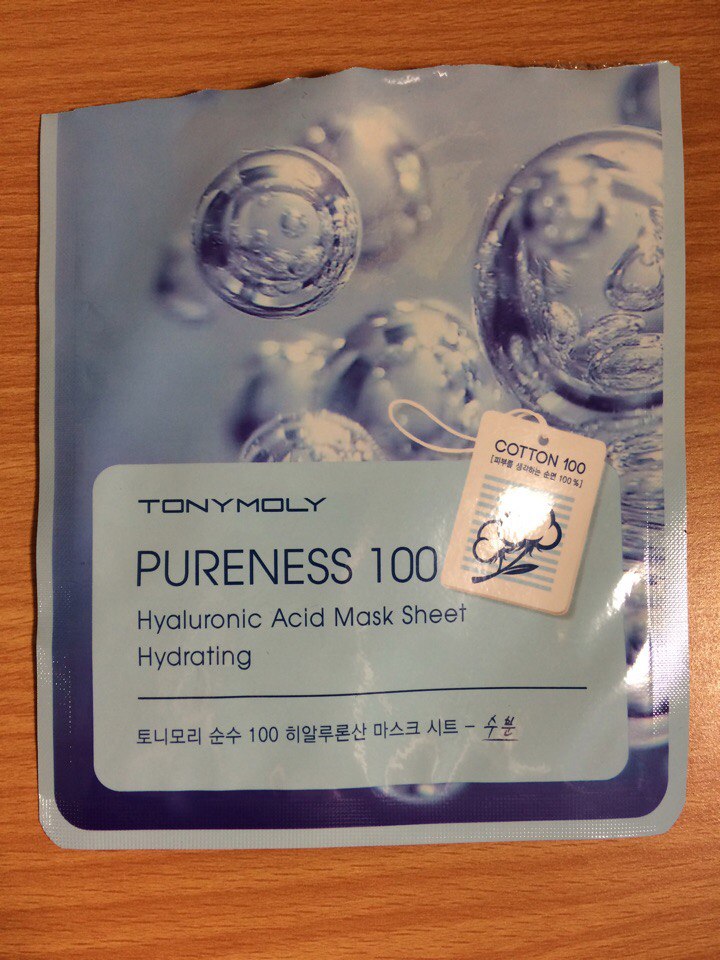 COTTON 100
[피부를 생각하는 순면 100%]
TONYMOLY
PURENESS 100
Hyaluronic Acid Mask Sheet
Hydrating
토니모리 순수 100 히알루론산 마스크 시트 - 수분